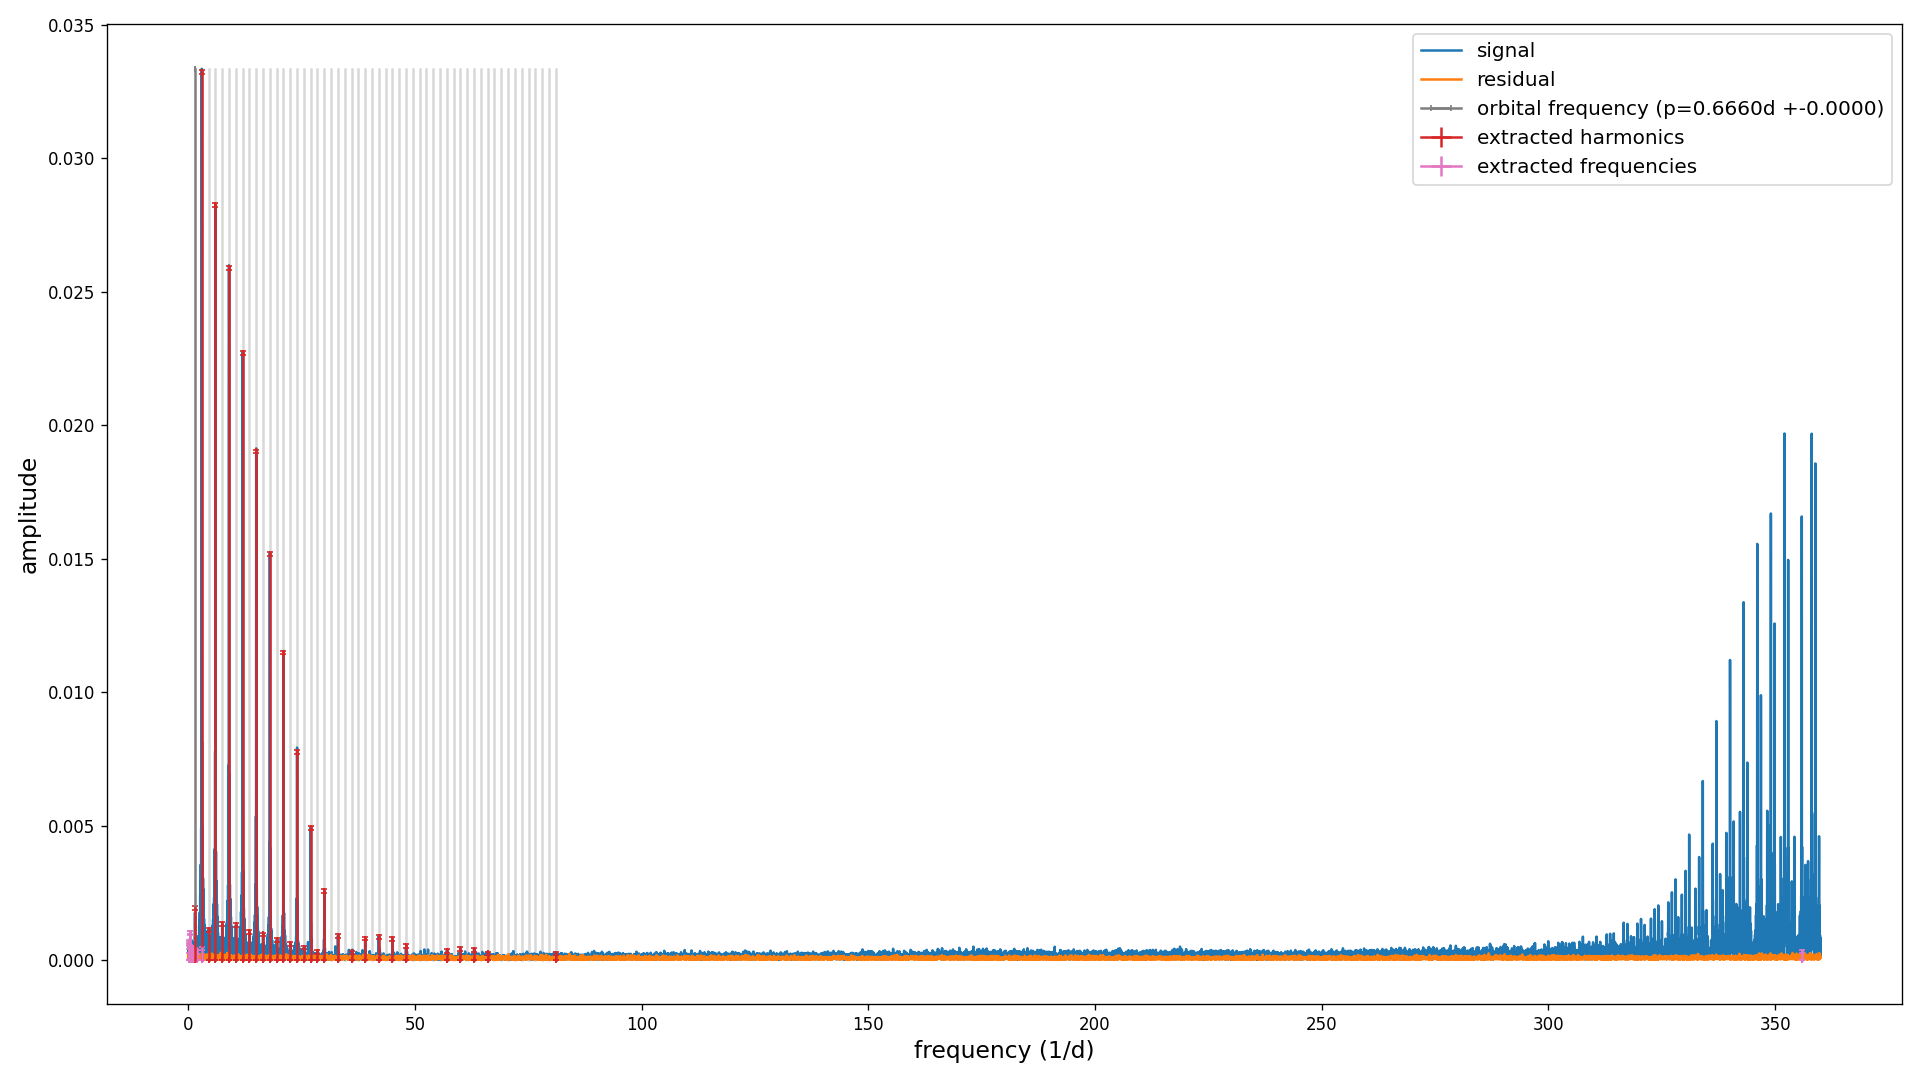 0.035
0.030
0.025
0.020
0.015
0.010
0.005
0.000
amplitude
signal
residual
orbital frequency (p=0.6660d +-0.0000)
extracted harmonics
extracted frequencies
0 50 100 150 200 250 300 350
frequency (1/d)